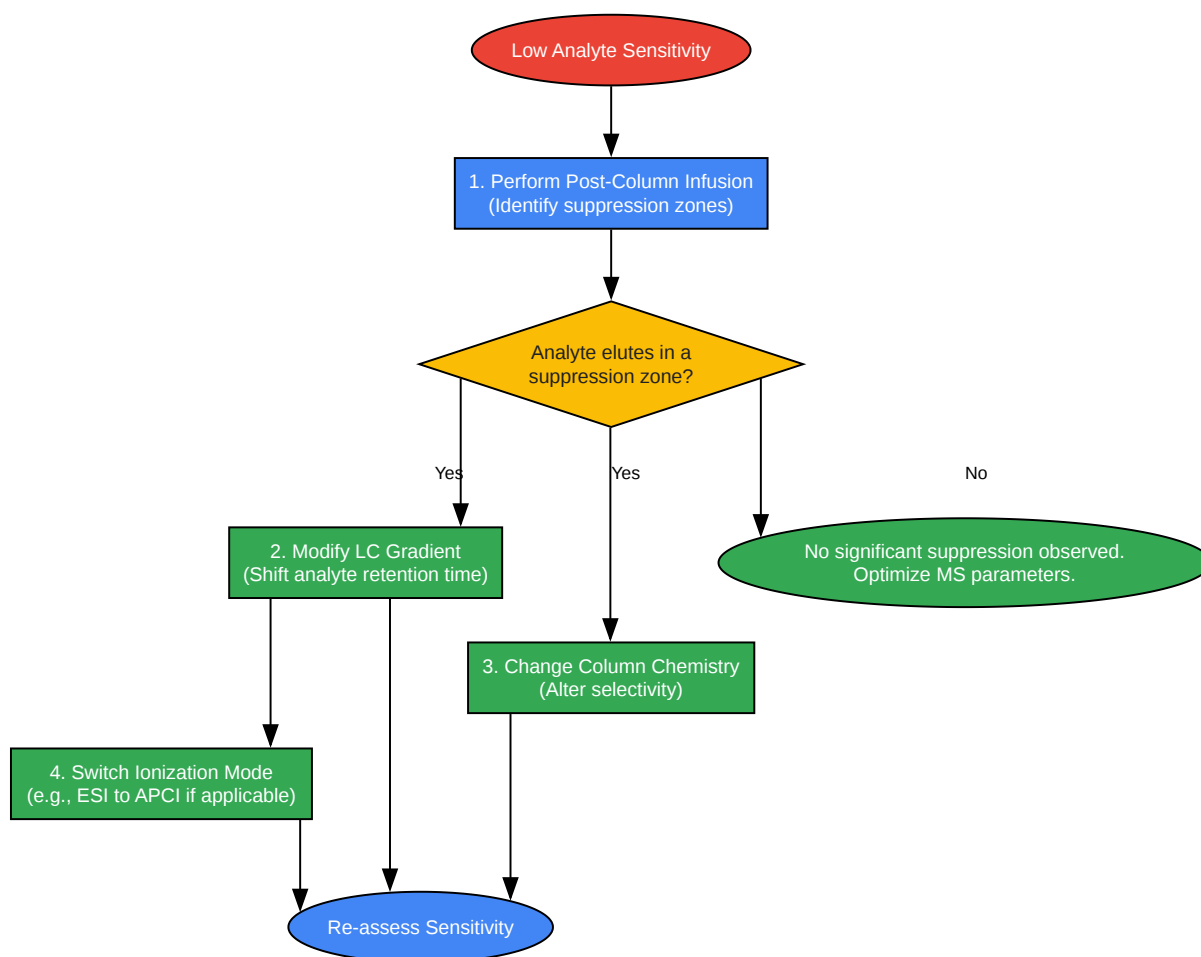 Low Analyte Sensitivity
1. Perform Post-Column Infusion
(Identify suppression zones)
Analyte elutes in a
suppression zone?
Yes
Yes
No
2. Modify LC Gradient
(Shift analyte retention time)
No significant suppression observed.
Optimize MS parameters.
3. Change Column Chemistry
(Alter selectivity)
4. Switch Ionization Mode
(e.g., ESI to APCI if applicable)
Re-assess Sensitivity